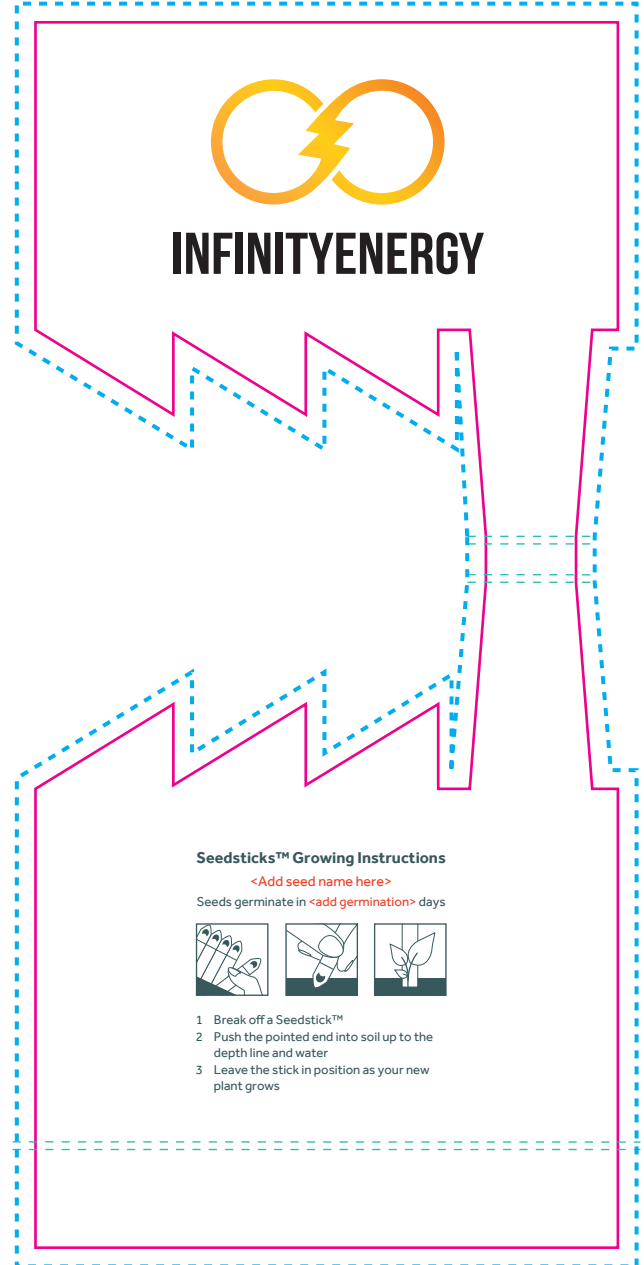 INFINITYENERGY
Seedsticks™ Growing Instructions
<Add seed name here>
Seeds germinate in <add germination> days
1 Break off a Seedstick™
2 Push the pointed end into soil up to the
depth line and water
3 Leave the stick in position as your new
plant grows